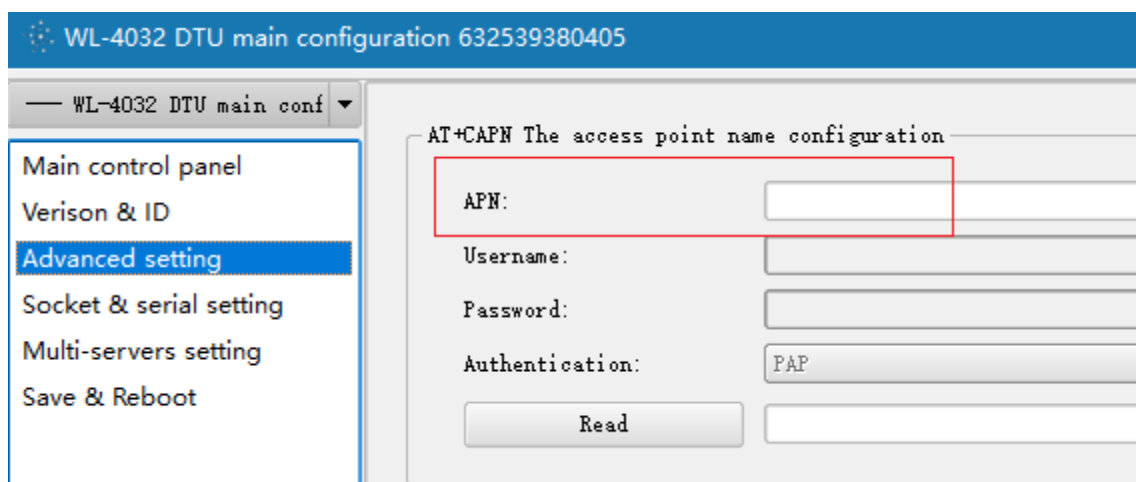 WL-4032 DTU main configuration 632539380405
WL-4032 DTU main conf
Main control panel
Verison & ID
Advanced setting
Socket & serial setting
Multi-servers setting
Save & Reboot
AT+CAPN The access point name configuration
APN:
Username:
Password:
Authentication:
PAP
Read